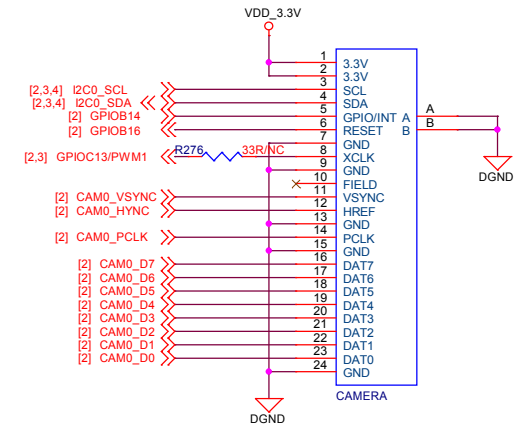 VDD_3.3V
1 3.3V
2 3.3V
[2,3,4] I2C0_SCL 3 SCL
[2,3,4] I2C0_SDA 4 SDA
[2] GPIOB14 5 GPIO/INT A A
[2] GPIOB16 6 RESET B B
7 GND
[2,3] GPIOC13/PWM1 R276 33R/NC 8 XCLK
9 GND
DGND
10 FIELD
[2] CAM0_VSYNC 11 VSYNC
[2] CAM0_HYNC 12 HREF
13 GND
[2] CAM0_PCLK 14 PCLK
15 GND
[2] CAM0_D7 16 DAT7
[2] CAM0_D6 17 DAT6
[2] CAM0_D5 18 DAT5
[2] CAM0_D4 19 DAT4
[2] CAM0_D3 20 DAT3
[2] CAM0_D2 21 DAT2
[2] CAM0_D1 22 DAT1
[2] CAM0_D0 23 DAT0
24 GND
CAMERA
DGND